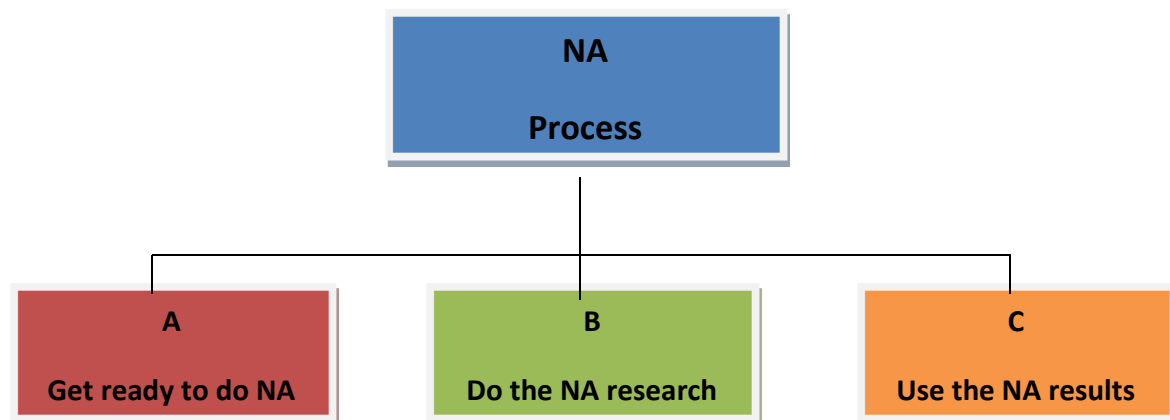 NA
Process
A
Get ready to do NA
B
Do the NA research
C
Use the NA results